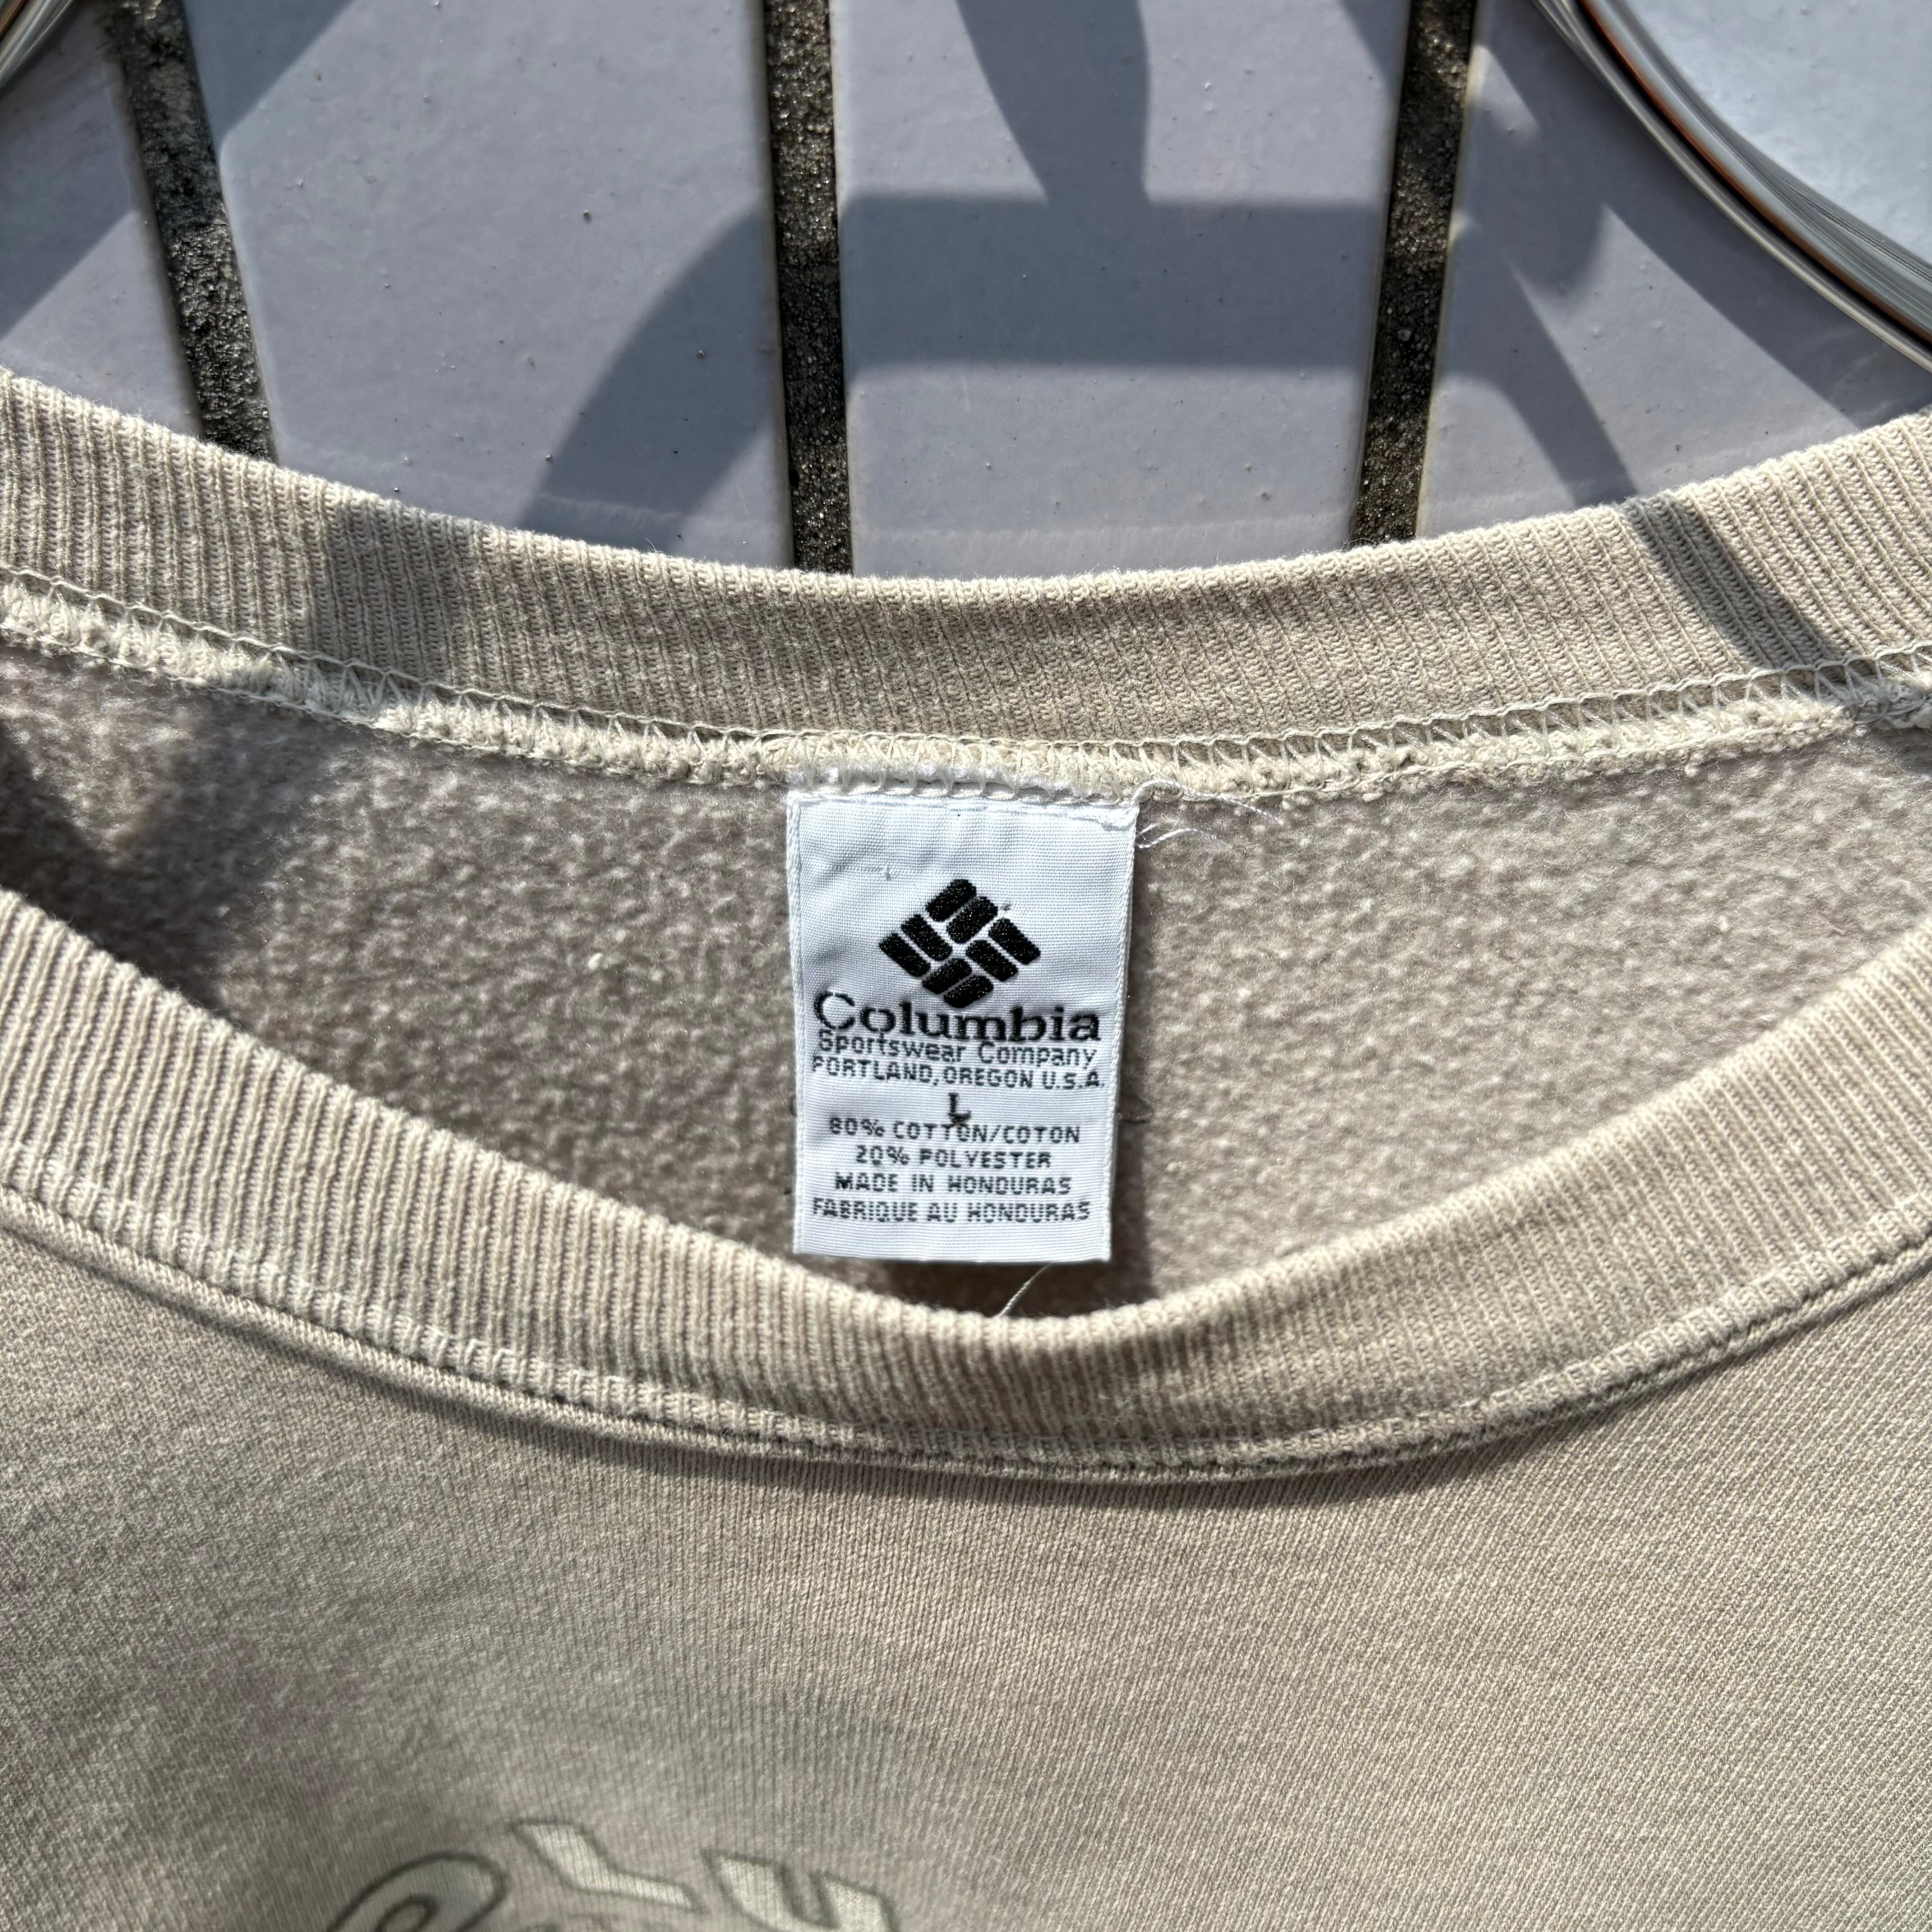 Columbia
Sportswear Company
PORTLAND, OREGON U.S.A.
L
80% COTTON/COTON
20% POLYESTER
MADE IN HONDURAS
FABRIQUE AU HONDURAS